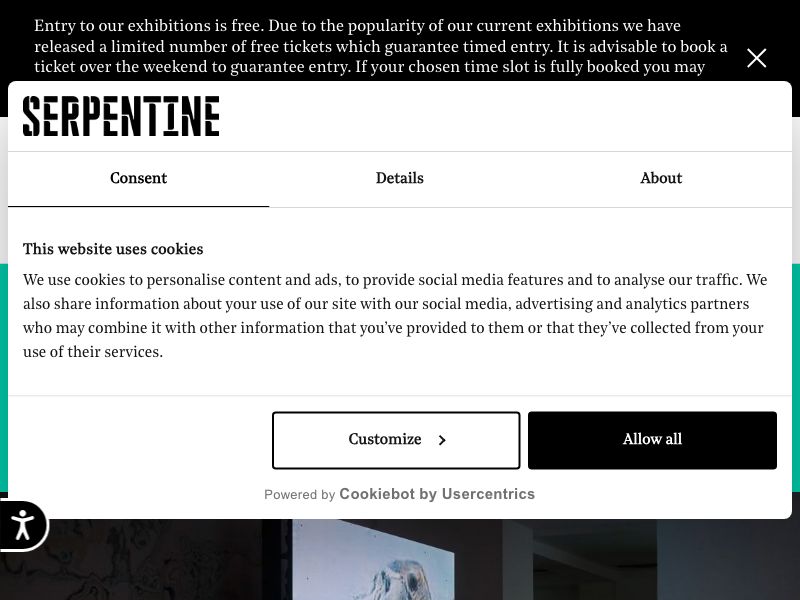 Entry to our exhibitions is free. Due to the popularity of our current exhibitions we have
released a limited number of free tickets which guarantee timed entry. It is advisable to book a
ticket over the weekend to guarantee entry. If your chosen time slot is fully booked you may
SERPENTINE
Consent
Details
About
This website uses cookies
We use cookies to personalise content and ads, to provide social media features and to analyse our traffic. We
also share information about your use of our site with our social media, advertising and analytics partners
who may combine it with other information that you’ve provided to them or that they’ve collected from your
use of their services.
Customize
Allow all
Powered by Cookiebot by Usercentrics